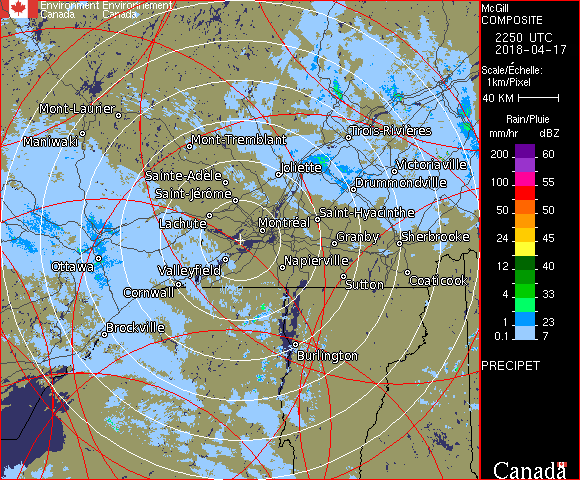 Environment Environnement
Canada Canada
McGill
COMPOSITE
2250 UTC
2018-04-17
Scale/Échelle:
1km/Pixel
40 KM
Rain/Pluie
mm/hr dBZ
200 60
100 55
50 50
24 45
12 40
4 33
1 23
0.1 7
PRECIPET
Canada
Mont-Laurier
Maniwaki
Mont-Tremblant
Trois-Rivières
Sainte-Adèle
Joliette
Victoriaville
Saint-Jérôme
Drummondville
Lachute
Montréal
Saint-Hyacinthe
Granby
Sherbrooke
Ottawa
Valleyfield
Napierville
Cornwall
Sutton
Coaticook
Brockville
Burlington